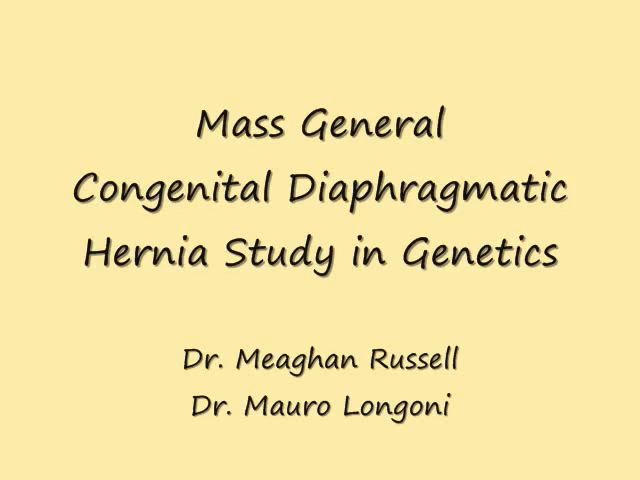 Mass General
Congenital Diaphragmatic
Hernia Study in Genetics
Dr. Meaghan Russell
Dr. Mauro Longoni